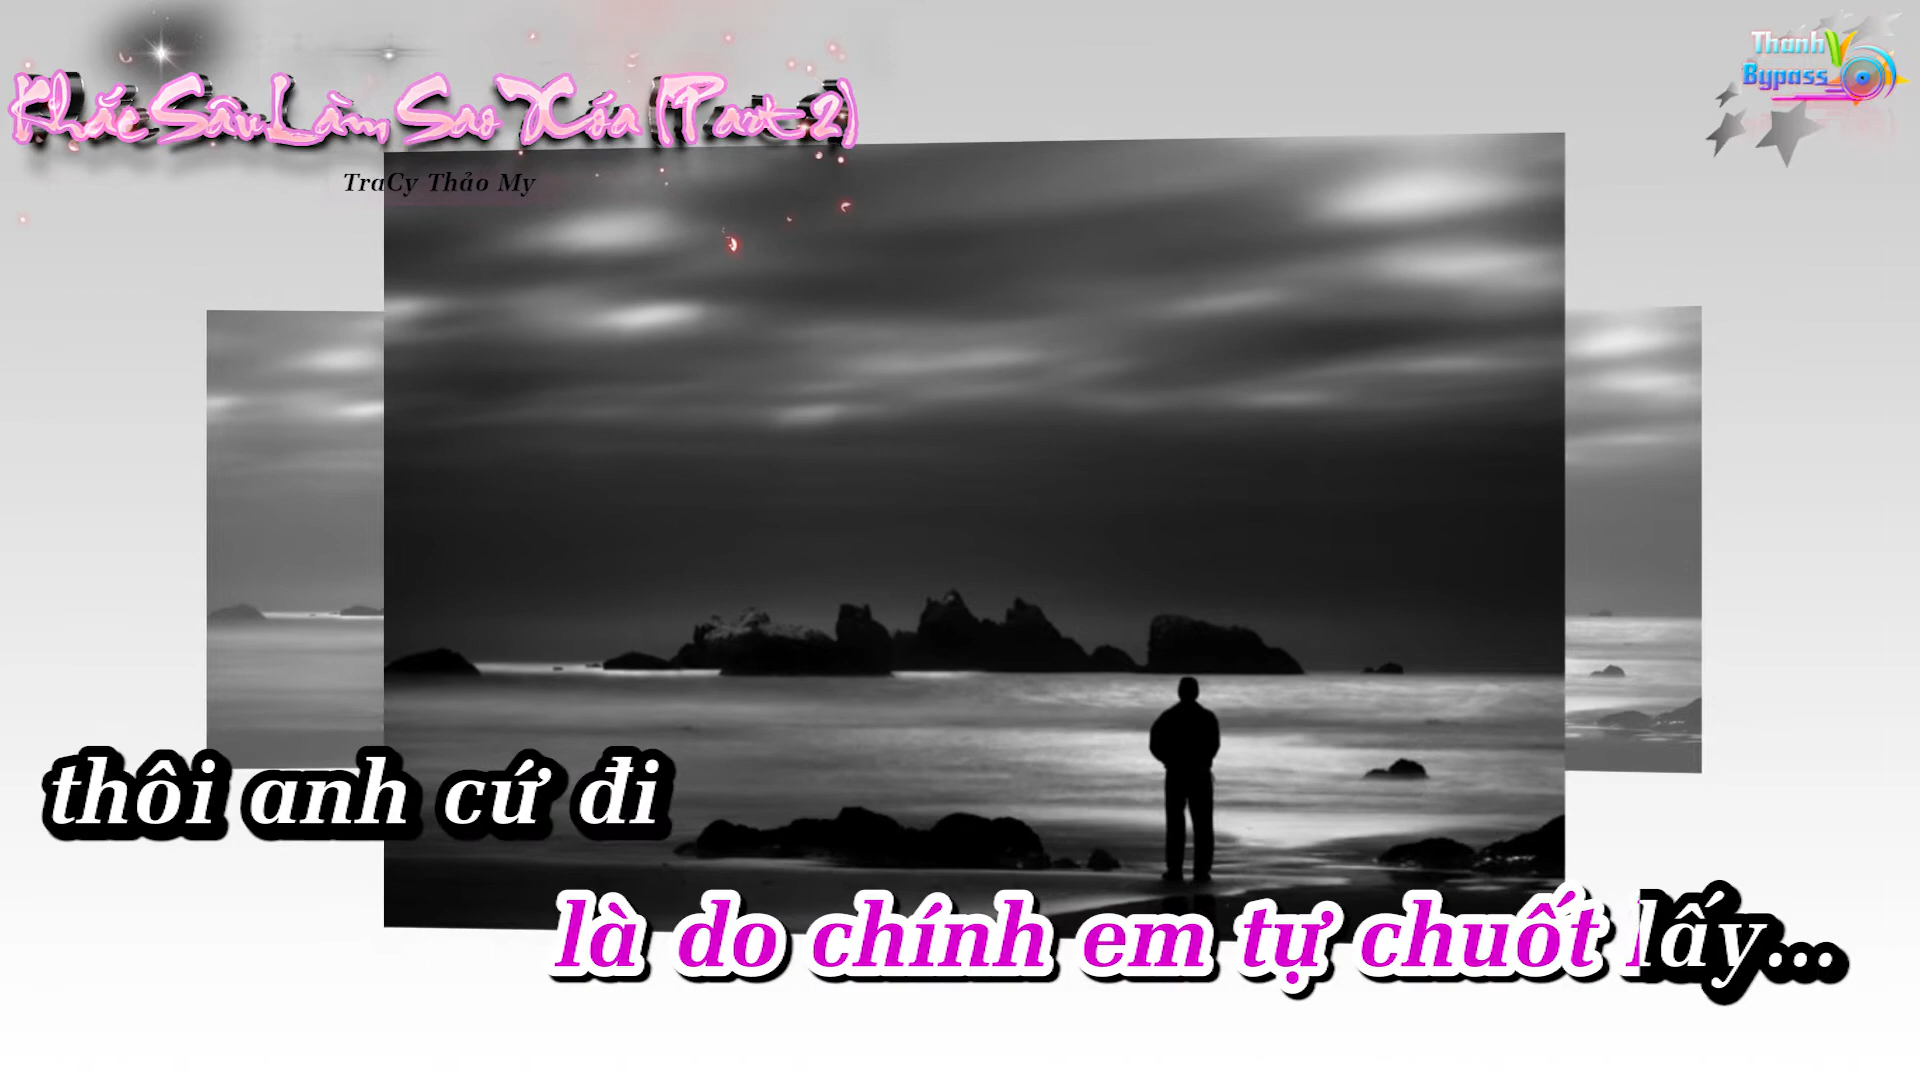 Khắc Sâu Làm Sao Xóa (Part 2)
TraCy Thảo My
Thanh V
Bypass
thôi anh cứ đi
là do chính em tự chuốt lấy...